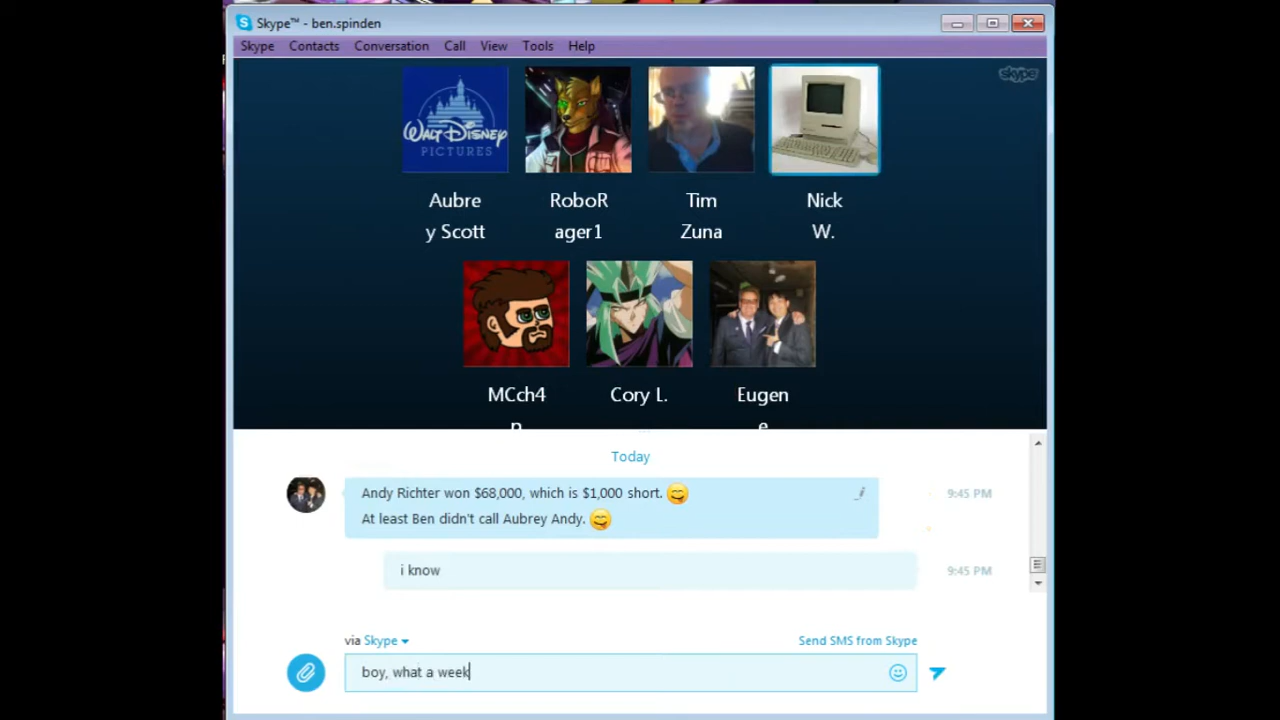 Skype™ - ben.spinden
Skype Contacts Conversation Call View Tools Help
skype
WALT DISNEY
PICTURES
Aubre
y Scott
RoboR
ager1
Tim
Zuna
Nick
W.
MCch4
Cory L.
Eugen
e
Today
Andy Richter won $68,000, which is $1,000 short.
At least Ben didn't call Aubrey Andy.
9:45 PM
i know
9:45 PM
via Skype
Send SMS from Skype
boy, what a week